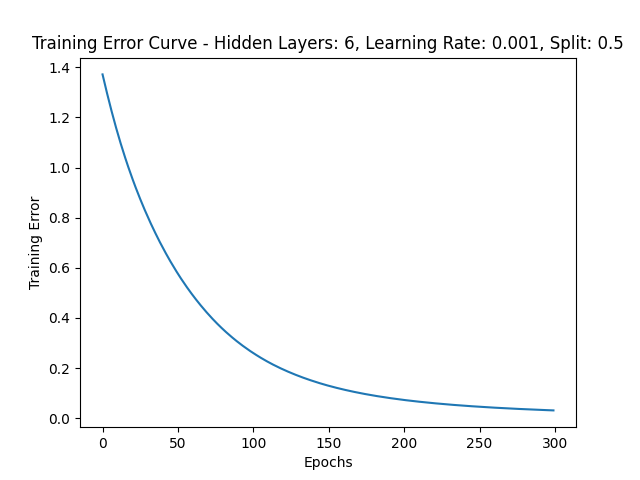 Training Error Curve - Hidden Layers: 6, Learning Rate: 0.001, Split: 0.5
1.4
1.2
1.0
0.8
0.6
0.4
0.2
0.0
Training Error
0 50 100 150 200 250 300
Epochs